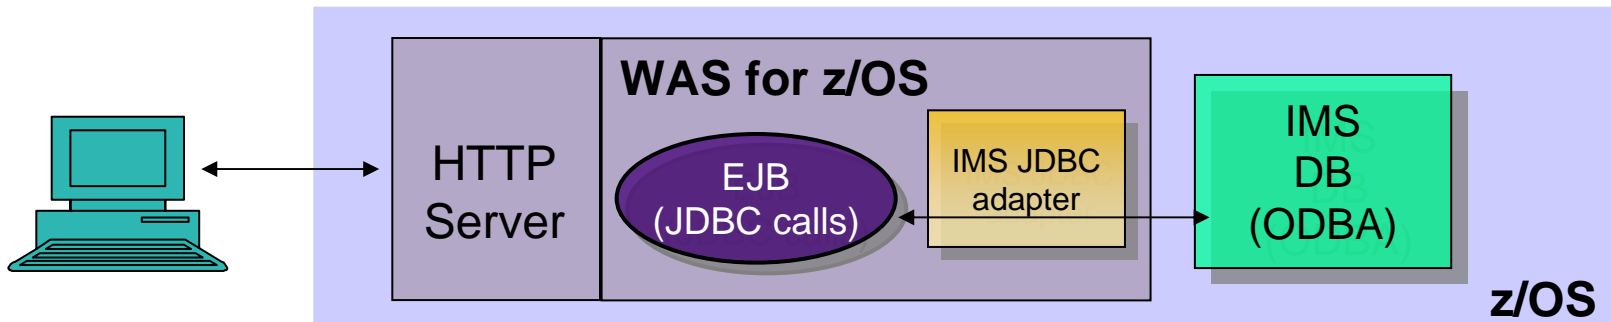 WAS for z/OS
HTTP
Server
EJB
(JDBC calls)
IMS JDBC
adapter
IMS
DB
(ODBA)
z/OS